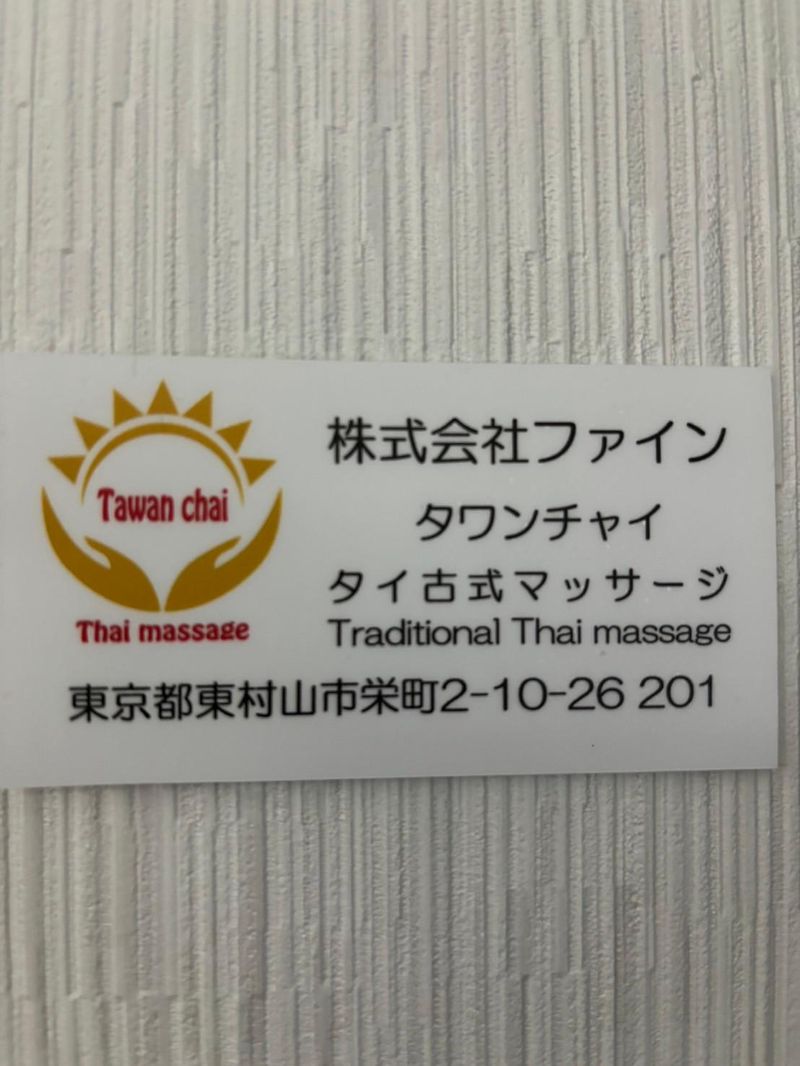 Tawan chai
Thai massage
株式会社ファイン
タワンチャイ
タイ古式マッサージ
Traditional Thai massage
東京都東村山市栄町2-10-26 201